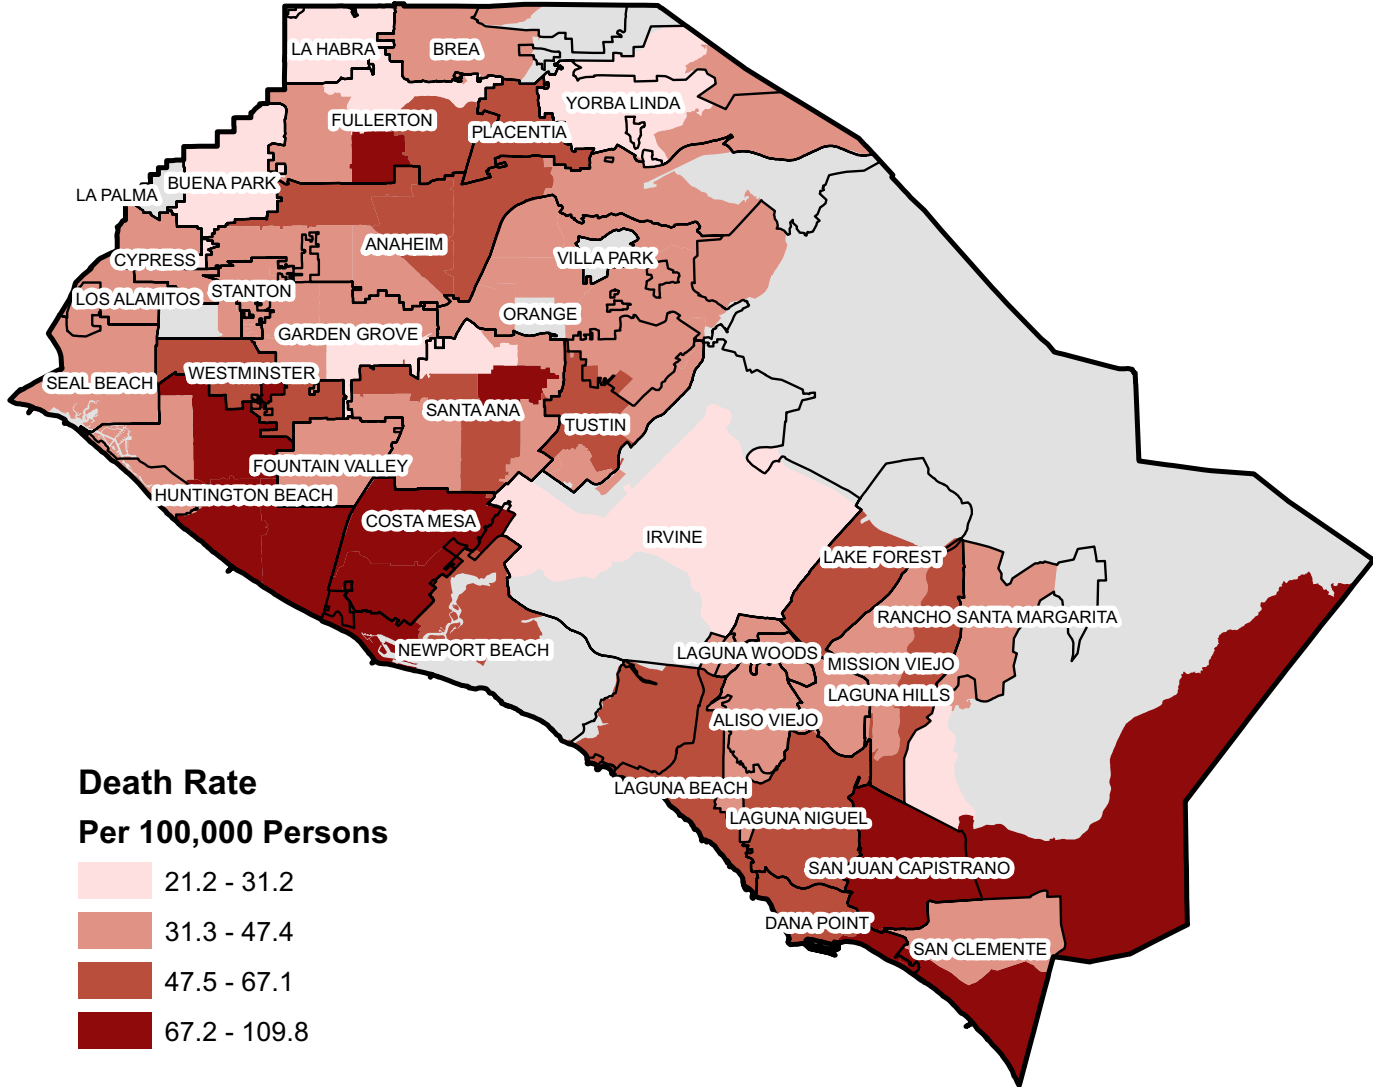 LA HABRA
BREA
YORBA LINDA
FULLERTON
PLACENTIA
BUENA PARK
LA PALMA
ANAHEIM
VILLA PARK
CYPRESS
STANTON
LOS ALAMITOS
ORANGE
GARDEN GROVE
WESTMINSTER
SEAL BEACH
SANTA ANA
TUSTIN
FOUNTAIN VALLEY
HUNTINGTON BEACH
COSTA MESA
IRVINE
LAKE FOREST
RANCHO SANTA MARGARITA
NEWPORT BEACH
LAGUNA WOODS
MISSION VIEJO
LAGUNA HILLS
ALISO VIEJO
LAGUNA BEACH
LAGUNA NIGUEL
SAN JUAN CAPISTRANO
DANA POINT
SAN CLEMENTE
Death Rate
Per 100,000 Persons
21.2 - 31.2
31.3 - 47.4
47.5 - 67.1
67.2 - 109.8